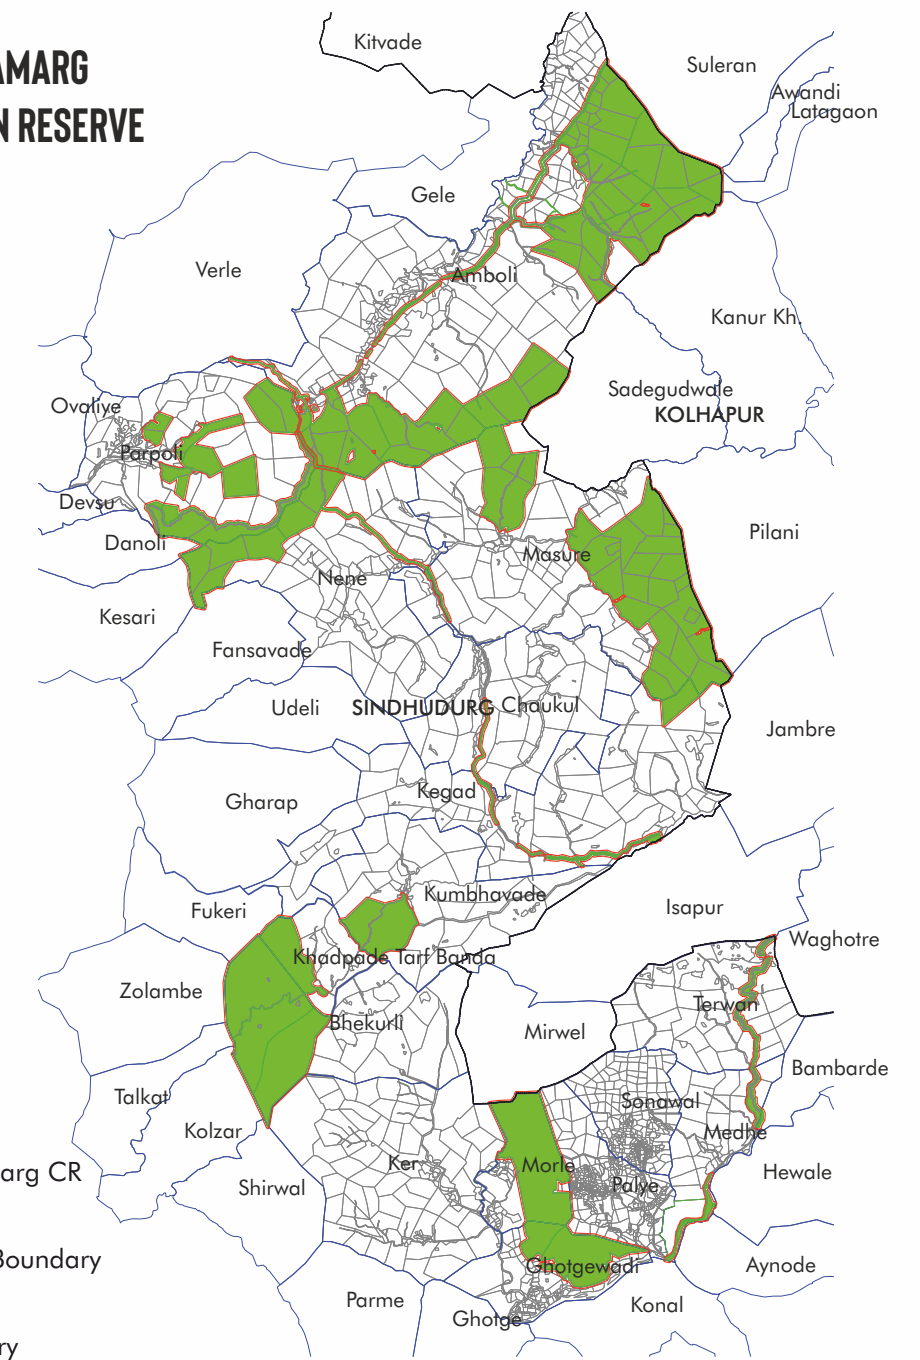 AMARG
N RESERVE
Kitvade
Suleran
Awandi
Latagaon
Gele
Verle
Amboli
Kanur Kh.
Sadegudwale
KOLHAPUR
Ovaliye
Parpoli
Devsu
Danoli
Pilani
Masure
Nene
Kesari
Fansavade
Udeli
SINDHUDURG
Chaukul
Jambre
Kegad
Gharap
Kumbhavade
Fukeri
Isapur
Waghotre
Khadpade Tarf Banda
Zolambe
Terwan
Bhekurli
Mirwel
Bambarde
Talkat
Sonawal
Kolzar
Medhe
Ker
Morle
Hewale
arg CR
Shirwal
Palye
Boundary
Ghotgewadi
Aynode
Parme
Konal
Ghotge
ry